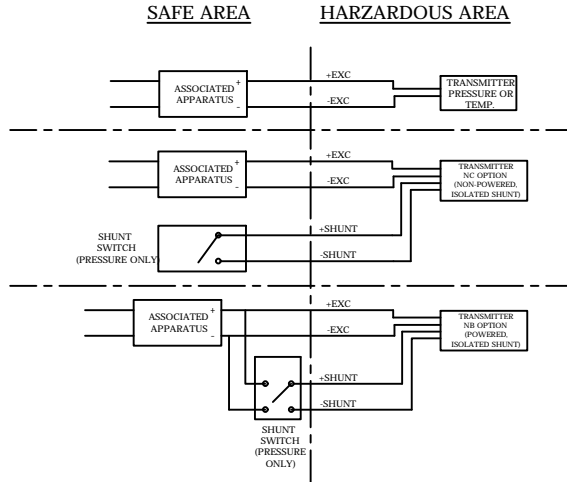 SAFE AREA
HARZARDOUS AREA
ASSOCIATED
APPARATUS
+
-
+EXC
-EXC
TRANSMITTER
PRESSURE OR
TEMP.
ASSOCIATED
APPARATUS
+
-
+EXC
-EXC
TRANSMITTER
NC OPTION
(NON-POWERED,
ISOLATED SHUNT)
SHUNT
SWITCH
(PRESSURE ONLY)
+SHUNT
-SHUNT
ASSOCIATED
APPARATUS
+
-
+EXC
-EXC
TRANSMITTER
NB OPTION
(POWERED,
ISOLATED SHUNT)
+SHUNT
-SHUNT
SHUNT
SWITCH
(PRESSURE
ONLY)